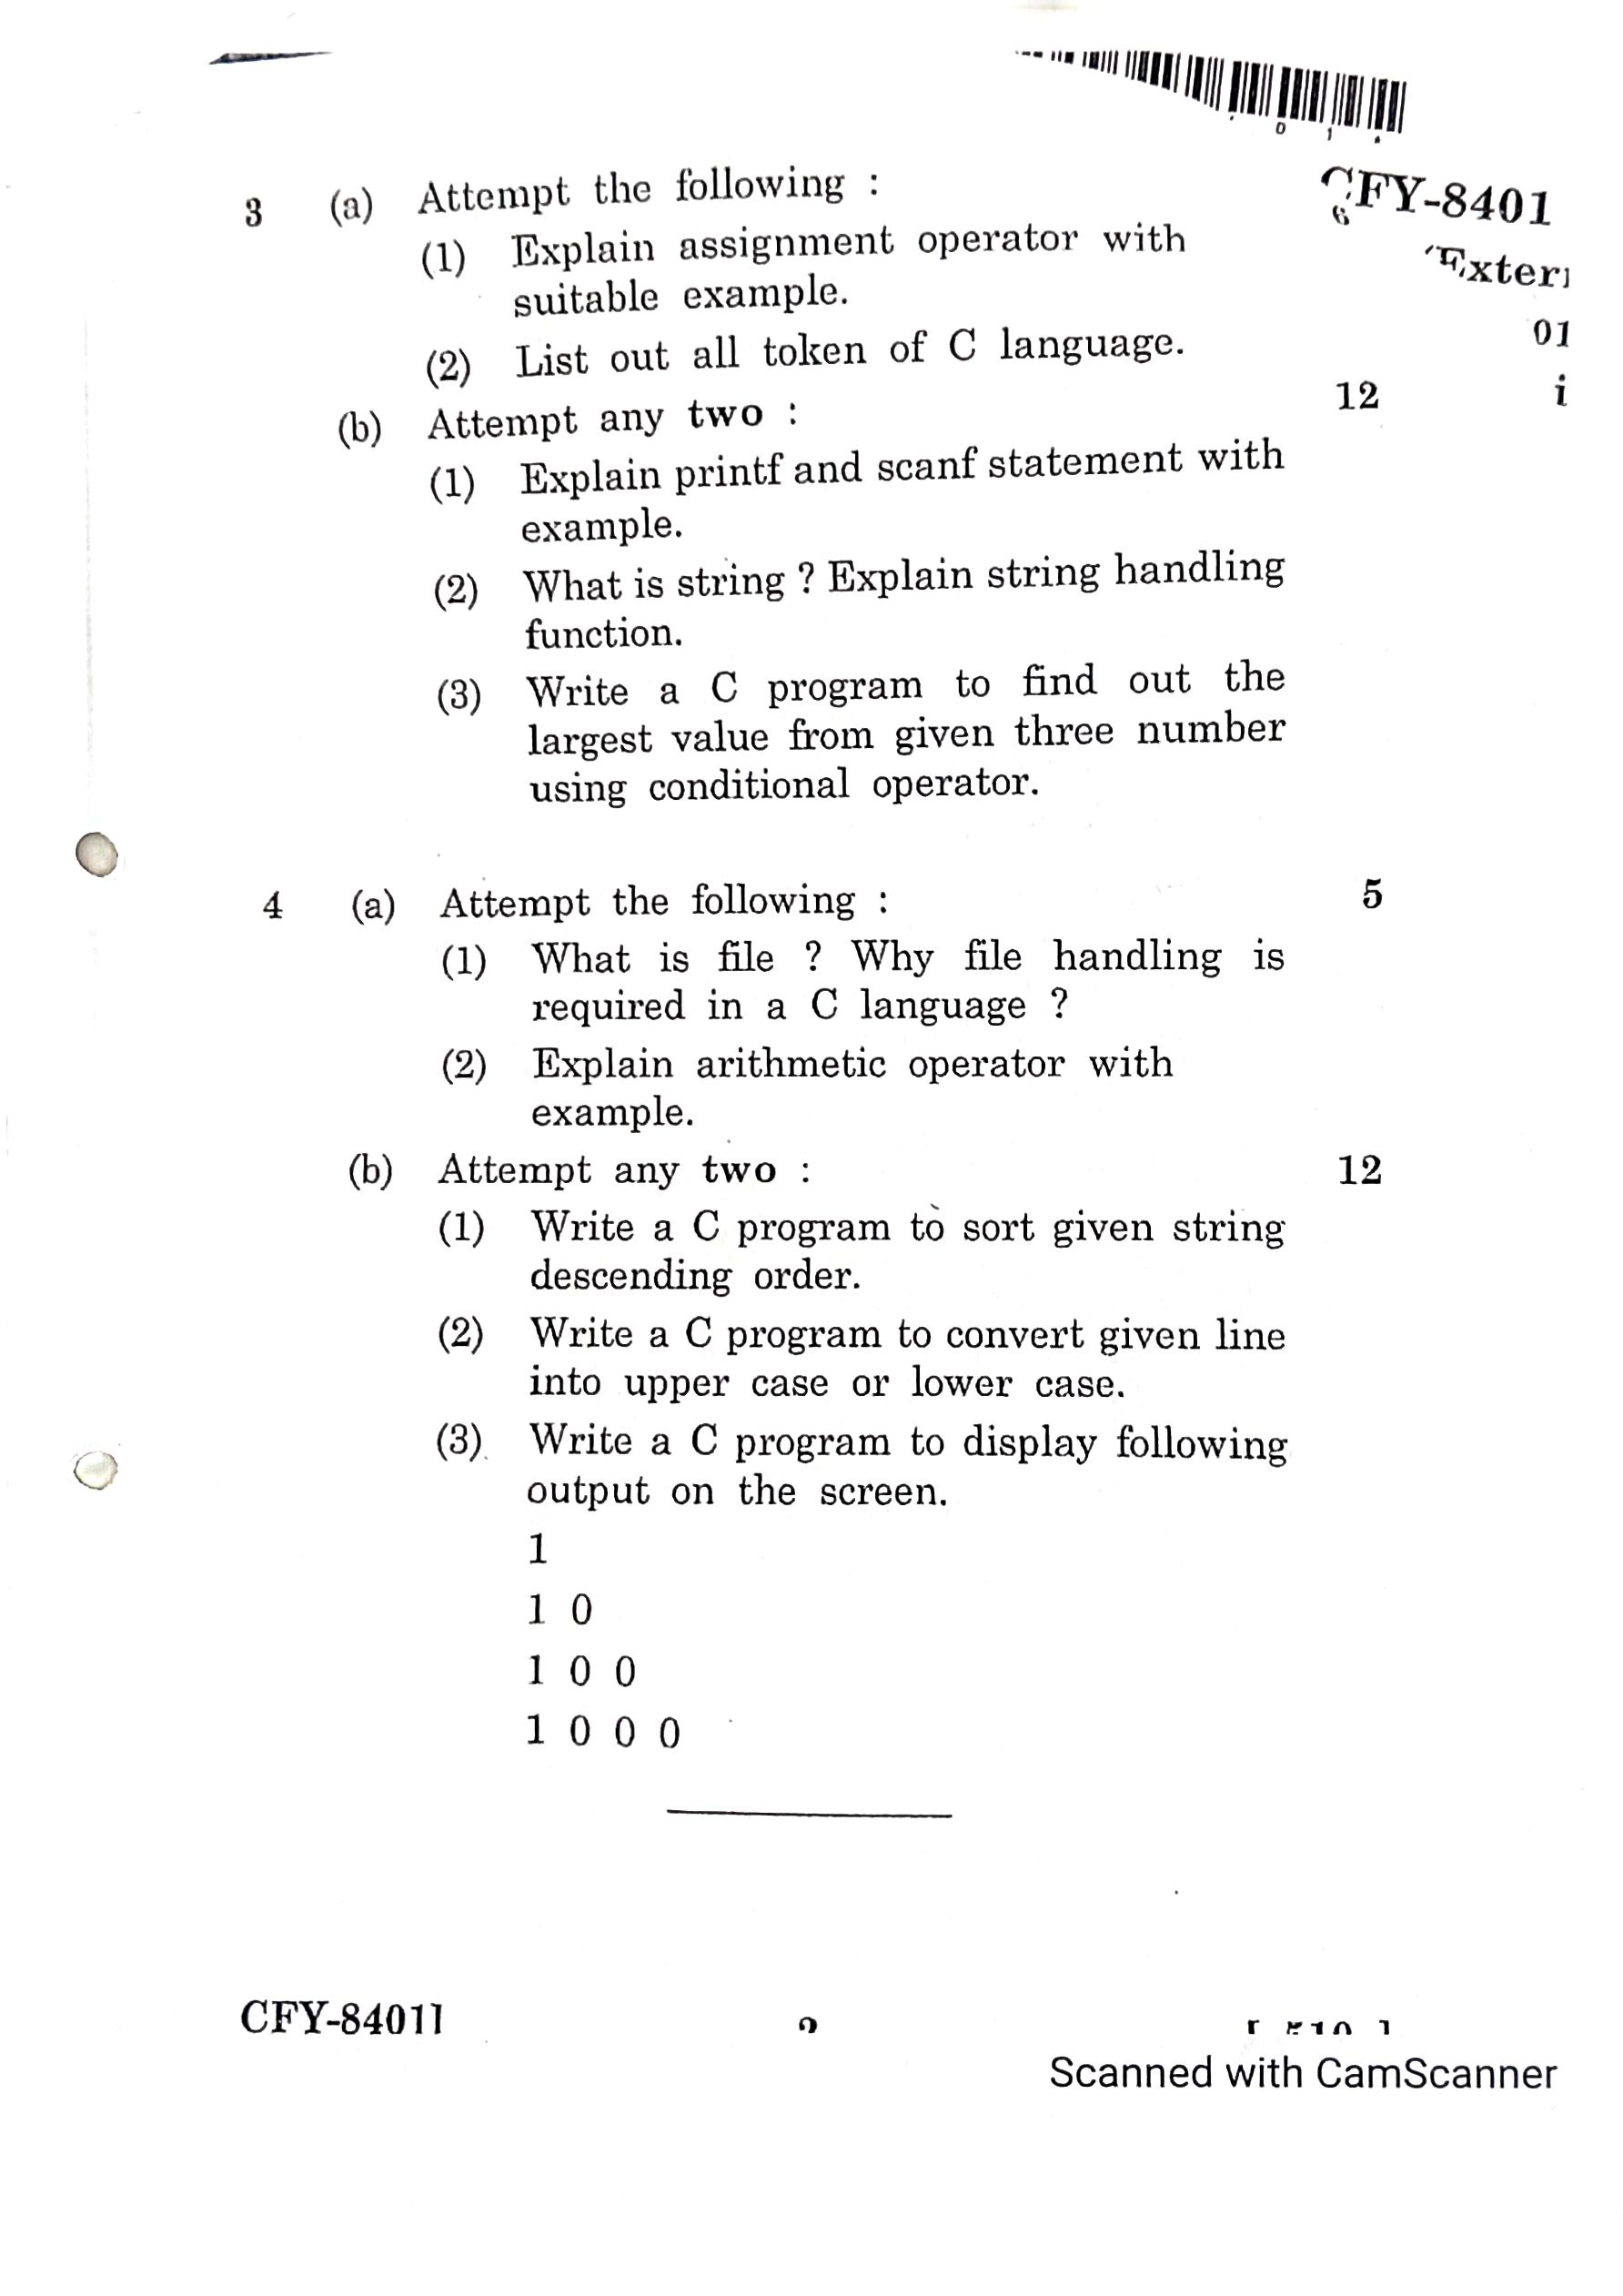 0 1
3 (a) Attempt the following :
CFY-8401
6
(1) Explain assignment operator with
suitable example.
(2) List out all token of C language.
01
(b) Attempt any two : 12
i
(1) Explain printf and scanf statement with
example.
(2) What is string ? Explain string handling
function.
(3) Write a C program to find out the
largest value from given three number
using conditional operator.
4 (a) Attempt the following : 5
(1) What is file ? Why file handling is
required in a C language ?
(2) Explain arithmetic operator with
example.
(b) Attempt any two : 12
(1) Write a C program to sort given string
descending order.
(2) Write a C program to convert given line
into upper case or lower case.
(3) Write a C program to display following
output on the screen.
1
1 0
1 0 0
1 0 0 0
CFY-84011
Scanned with CamScanner